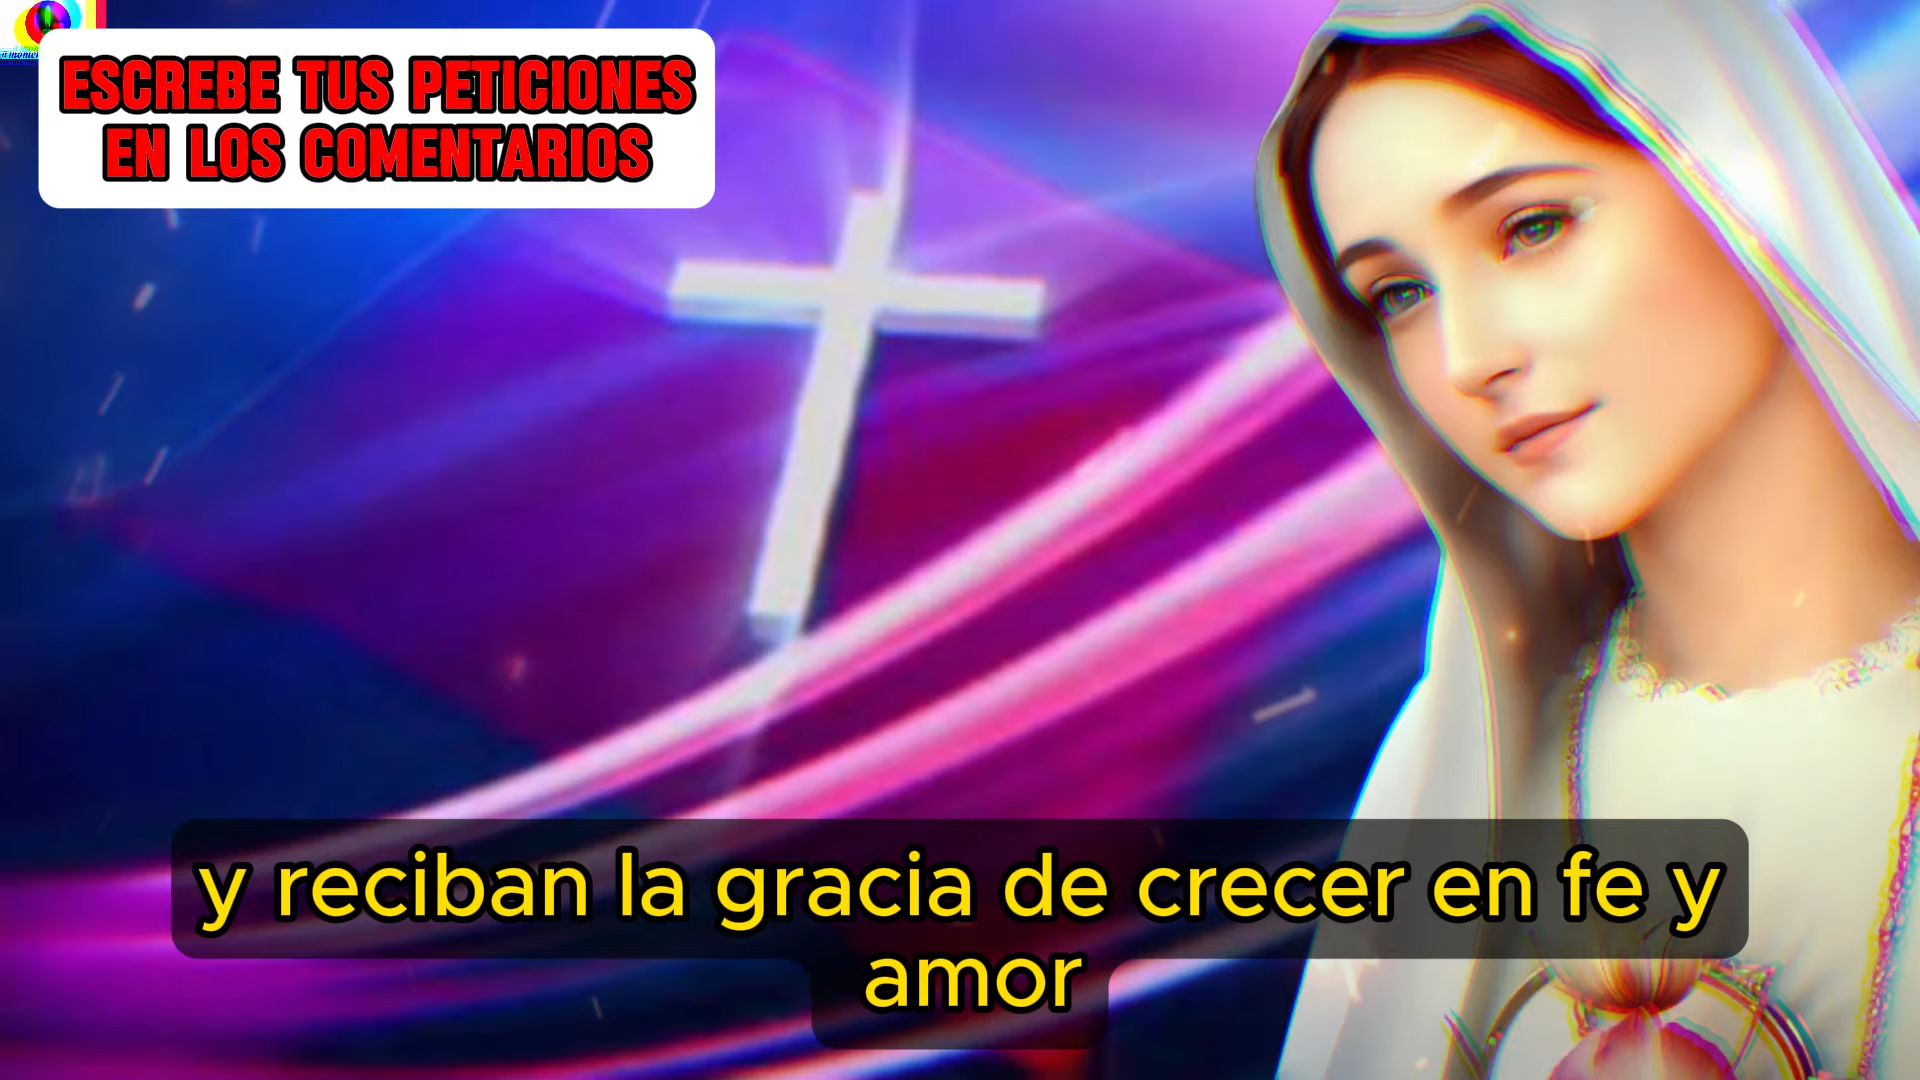 ESCREBE TUS PETICIONES
EN LOS COMENTARIOS
y reciban la gracia de crecer en fe y
amor